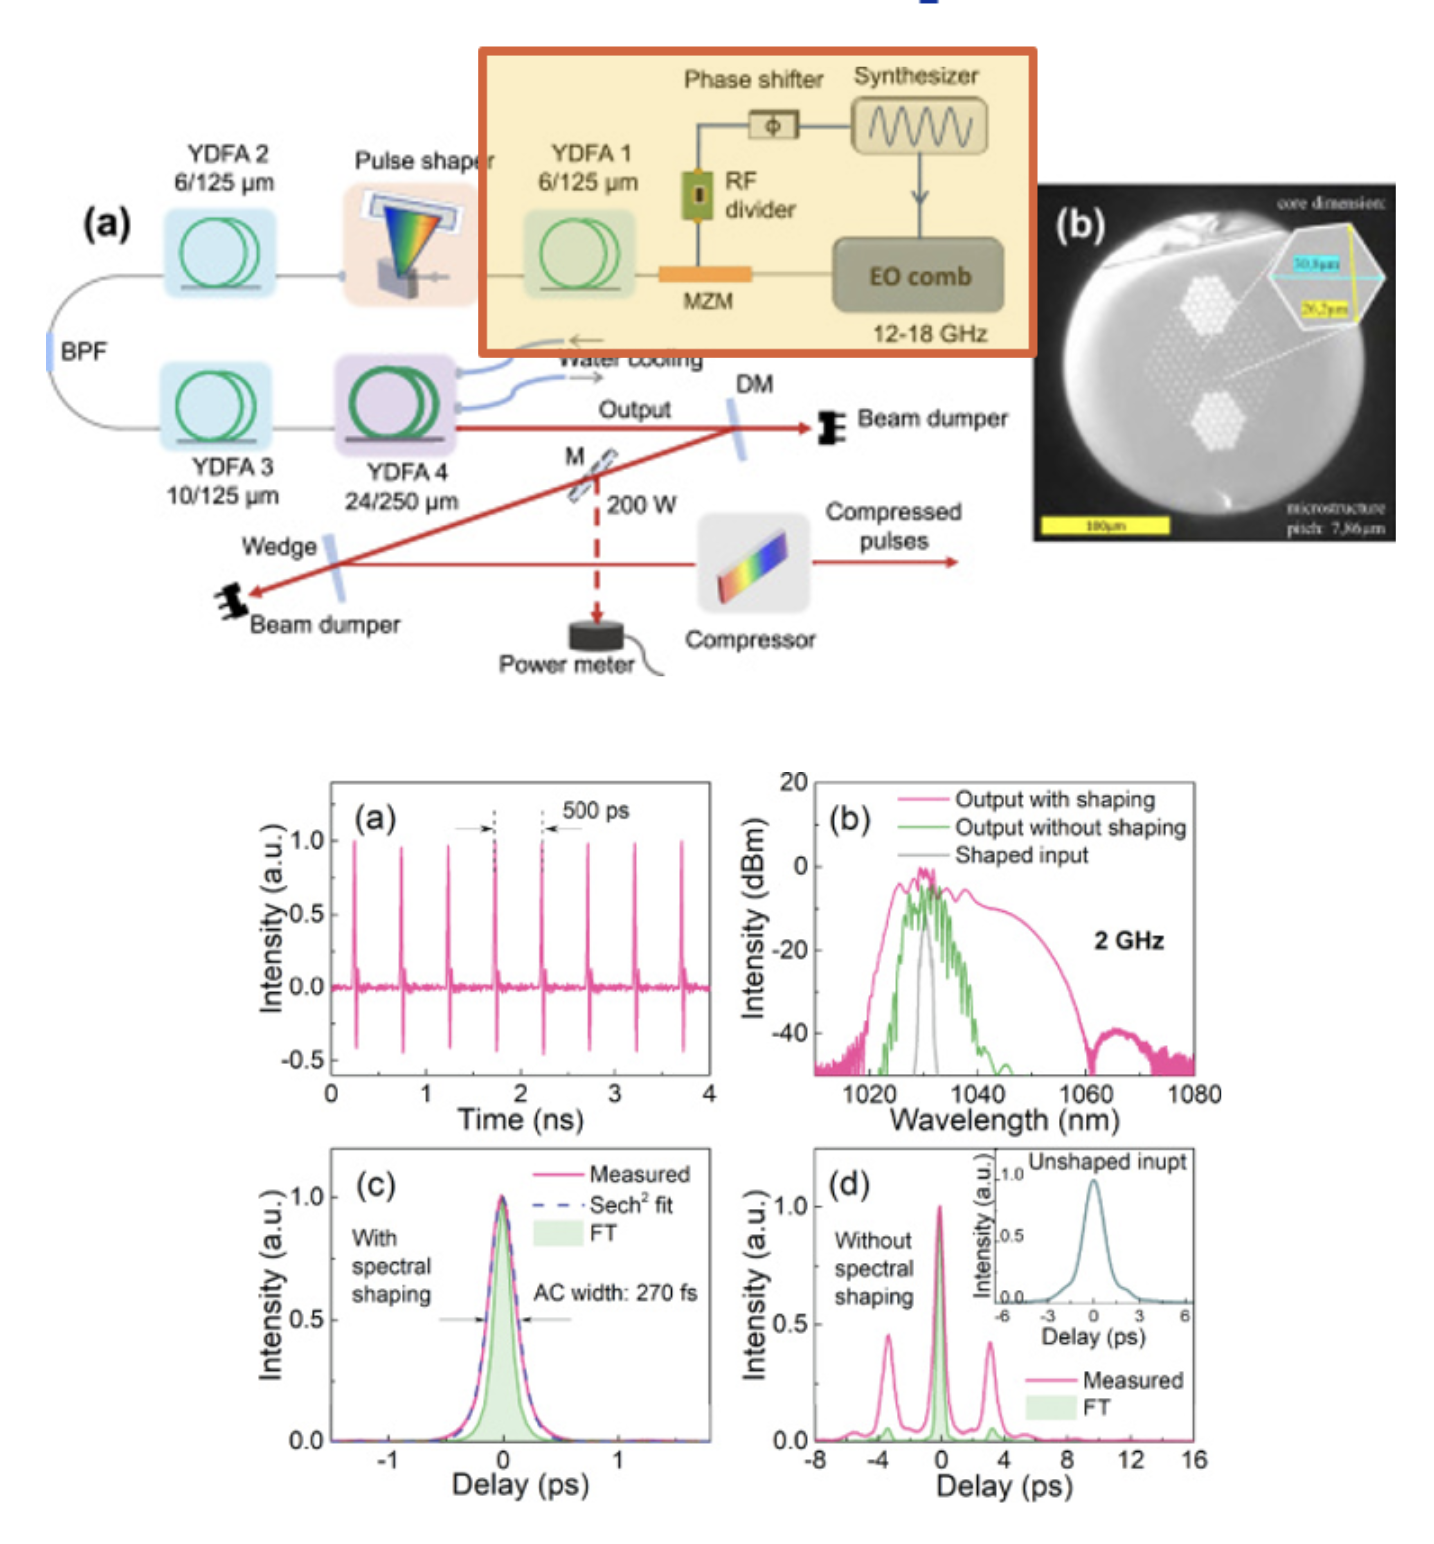 Phase shifter
Synthesizer
Φ
YDFA 2
6/125 µm
Pulse shaper
YDFA 1
6/125 µm
RF
divider
(a)
MZM
EO comb
12-18 GHz
BPF
Water cooling
YDFA 3
10/125 µm
YDFA 4
24/250 µm
Output
DM
Beam dumper
M
200 W
Wedge
Beam dumper
Power meter
Compressor
Compressed
pulses
(b)
core dimension:
30,8µm
26,2µm
100µm
microstructure
pitch: 7,86µm
(a)
500 ps
1.0
0.5
0.0
-0.5
Intensity (a.u.)
0 1 2 3 4
Time (ns)
(b)
Output with shaping
Output without shaping
Shaped input
2 GHz
20
0
-20
-40
Intensity (dBm)
1020 1040 1060 1080
Wavelength (nm)
(c)
Measured
Sech² fit
FT
With
spectral
shaping
AC width: 270 fs
1.0
0.5
0.0
Intensity (a.u.)
-1 0 1
Delay (ps)
(d)
Unshaped inupt
1.0
0.5
0.0
Intensity (a.u.)
-6 -3 0 3 6
Delay (ps)
Without
spectral
shaping
Measured
FT
1.0
0.5
0.0
Intensity (a.u.)
-8 -4 0 4 8 12 16
Delay (ps)